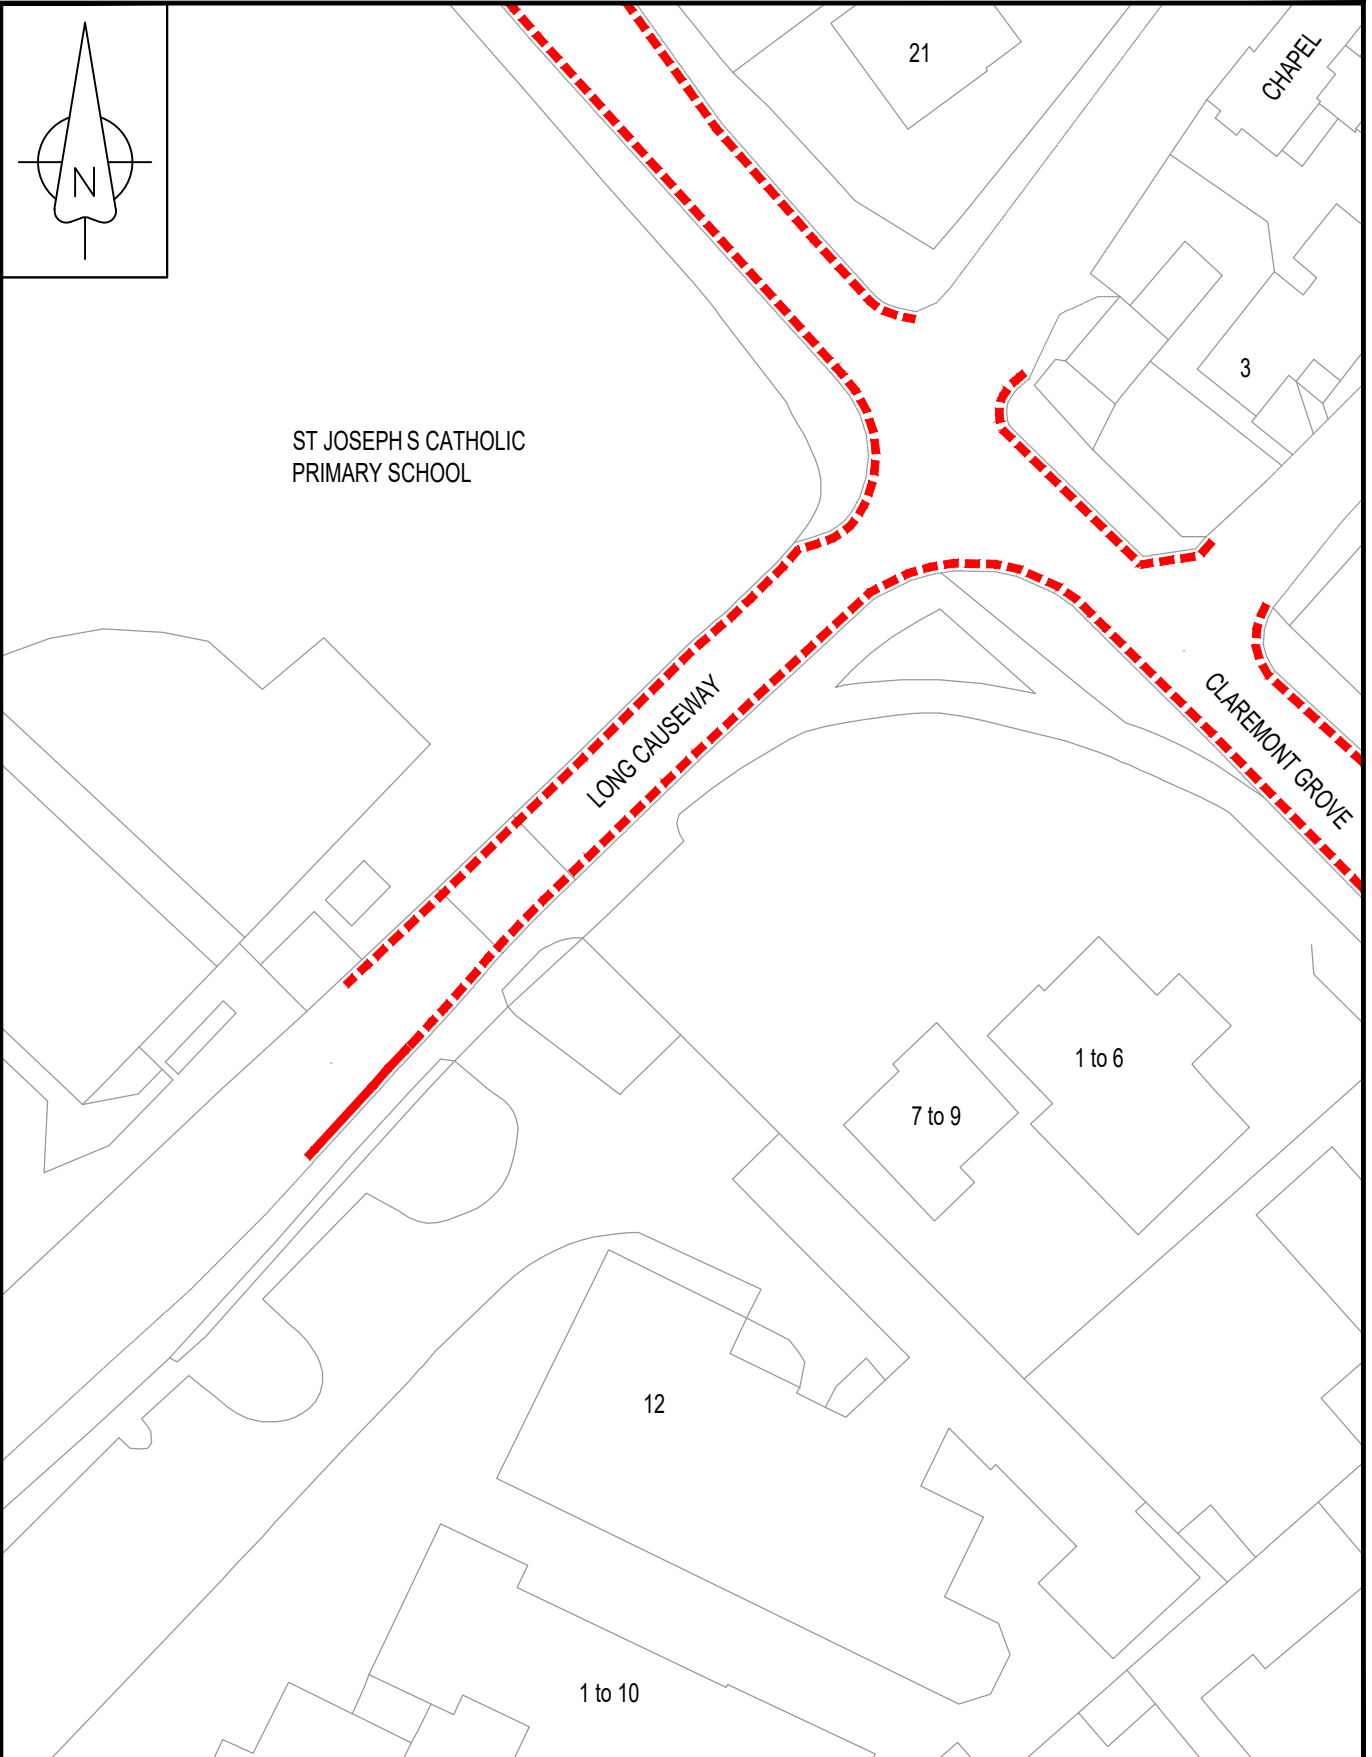 N
21
CHAPEL
3
ST JOSEPH S CATHOLIC
PRIMARY SCHOOL
LONG CAUSEWAY
CLAREMONT GROVE
1 to 6
7 to 9
12
1 to 10